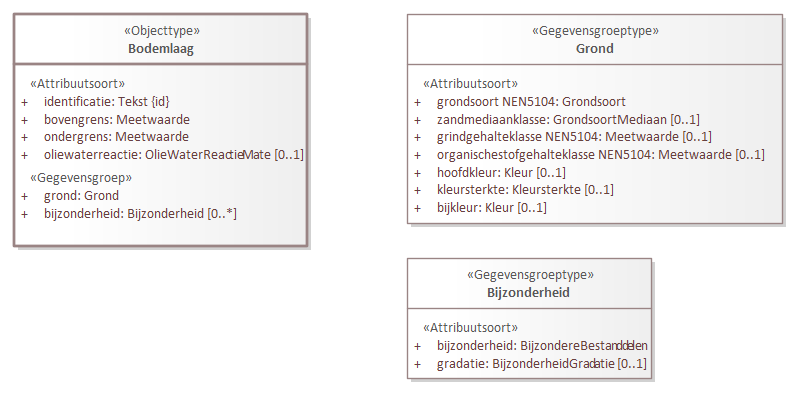 «Objecttype»
Bodemlaag
«Attribuutsoort»
+ identificatie: Tekst {id}
+ bovengrens: Meetwaarde
+ ondergrens: Meetwaarde
+ oliewaterreactie: OlieWaterReactieMate [0..1]
«Gegevensgroep»
+ grond: Grond
+ bijzonderheid: Bijzonderheid [0..*]
«Gegevensgroeptype»
Grond
«Attribuutsoort»
+ grondsoort NEN5104: Grondsoort
+ zandmediaanklasse: GrondsoortMediaan [0..1]
+ grindgehalteklasse NEN5104: Meetwaarde [0..1]
+ organischestofgehalteklasse NEN5104: Meetwaarde [0..1]
+ hoofdkleur: Kleur [0..1]
+ kleursterkte: Kleursterkte [0..1]
+ bijkleur: Kleur [0..1]
«Gegevensgroeptype»
Bijzonderheid
«Attribuutsoort»
+ bijzonderheid: BijzondereBestanddelen
+ gradatie: BijzonderheidGradatie [0..1]